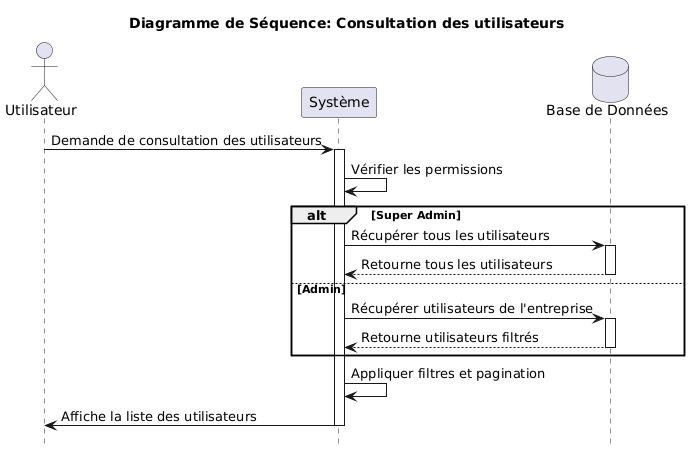 Diagramme de Séquence: Consultation des utilisateurs
Utilisateur
Système
Base de Données
Demande de consultation des utilisateurs
Vérifier les permissions
alt [Super Admin]
Récupérer tous les utilisateurs
Retourne tous les utilisateurs
[Admin]
Récupérer utilisateurs de l'entreprise
Retourne utilisateurs filtrés
Appliquer filtres et pagination
Affiche la liste des utilisateurs